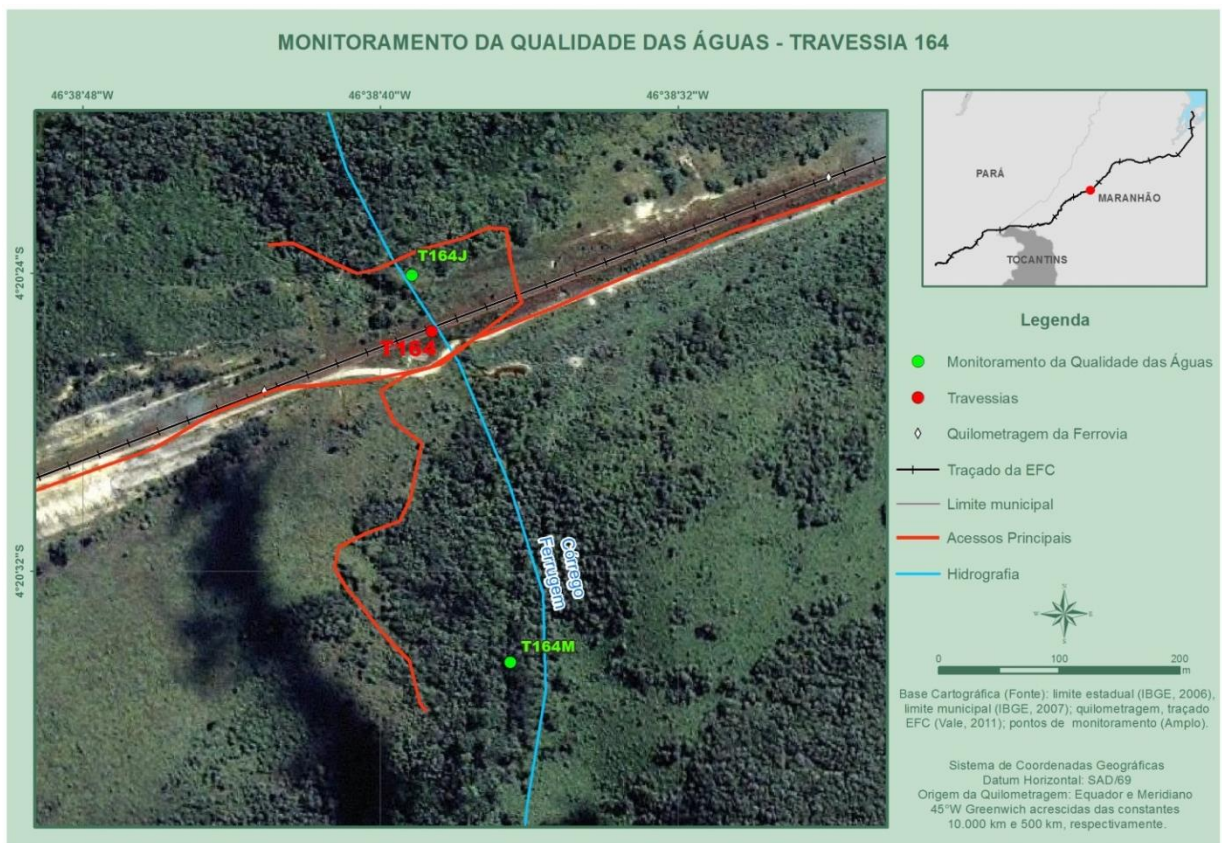 MONITORAMENTO DA QUALIDADE DAS ÁGUAS - TRAVESSIA 164
46°38'48"W
46°38'40"W
46°38'32"W
4°20'24"S
4°20'32"S
T164J
T164
Córrego
Ferrugem
T164M
PARÁ
MARANHÃO
TOCANTINS
Legenda
Monitoramento da Qualidade das Águas
Travessias
Quilometragem da Ferrovia
Traçado da EFC
Limite municipal
Acessos Principais
Hidrografia
N
W
E
S
0 100 200
m
Base Cartográfica (Fonte): limite estadual (IBGE, 2006),
limite municipal (IBGE, 2007); quilometragem, traçado
EFC (Vale, 2011); pontos de monitoramento (Amplo).
Sistema de Coordenadas Geográficas
Datum Horizontal: SAD/69
Origem da Quilometragem: Equador e Meridiano
45°W Greenwich acrescidas das constantes
10.000 km e 500 km, respectivamente.